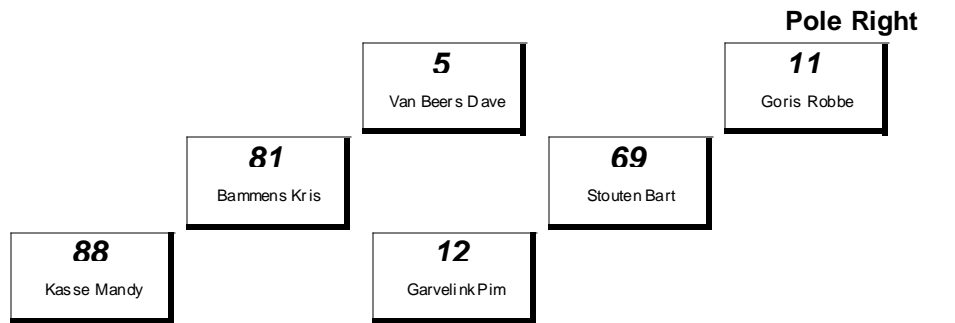 Pole Right
5 11
Van Beers Dave Goris Robbe
81 69
Bammens Kris Stouten Bart
88 12
Kasse Mandy Garvelink Pim